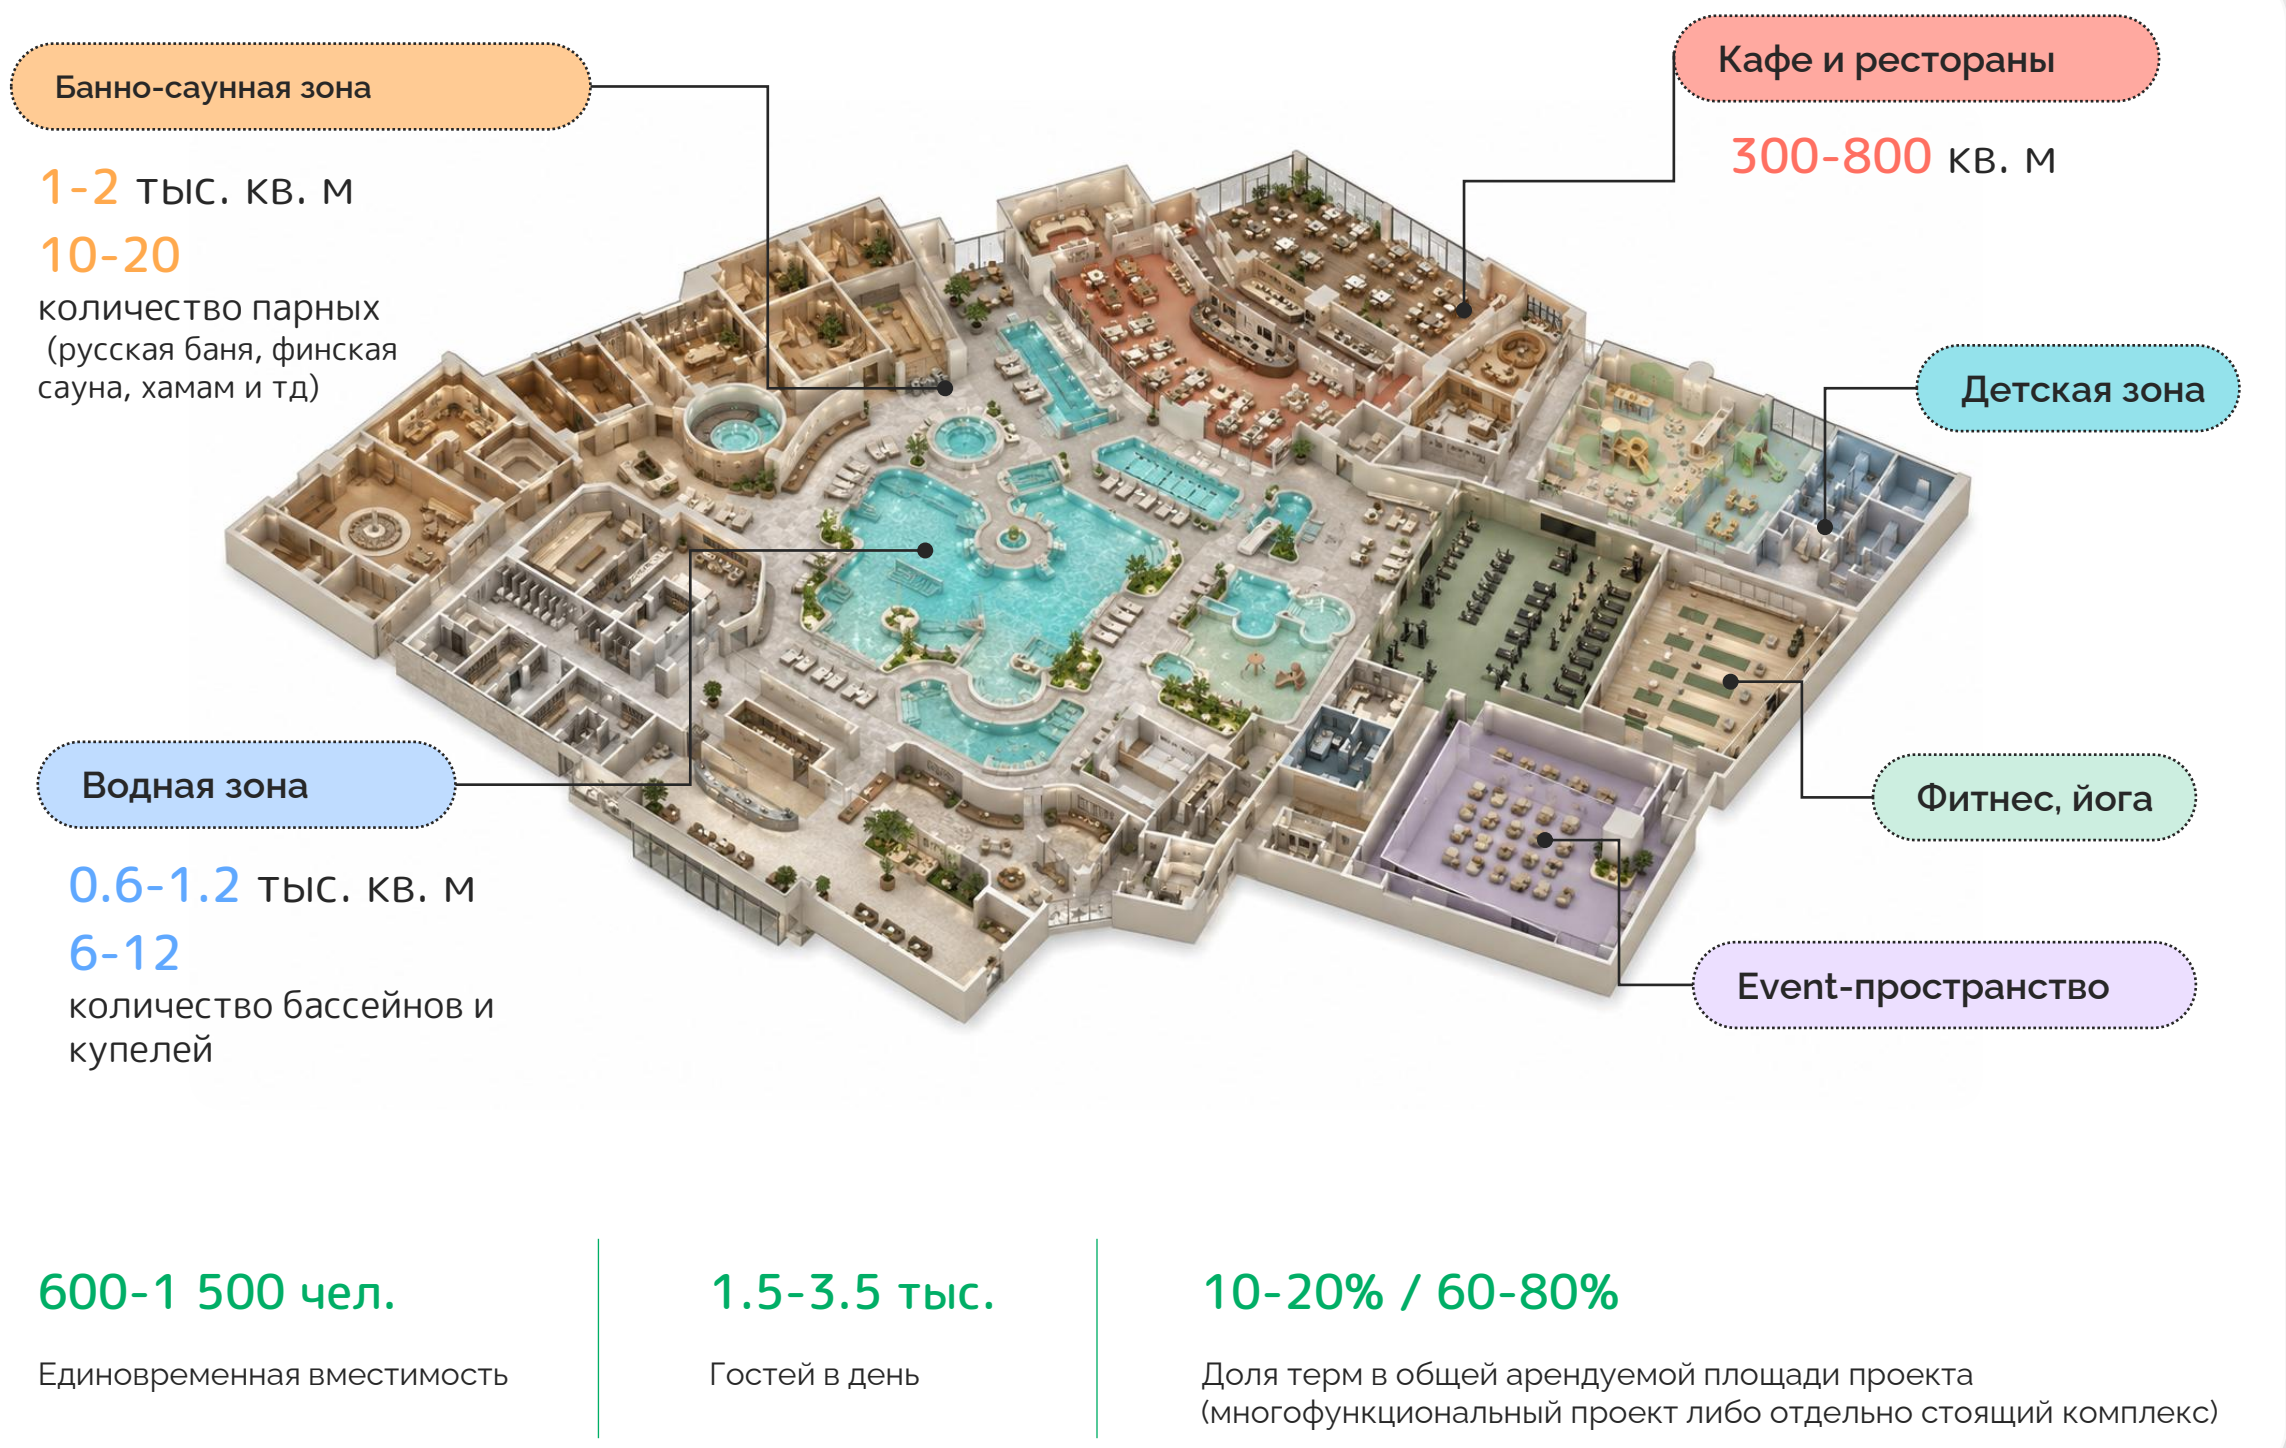 Банно-саунная зона
1-2 тыс. кв. м
10-20
количество парных
(русская баня, финская
сауна, хамам и тд)
Кафе и рестораны
300-800 кв. м
Детская зона
Водная зона
0.6-1.2 тыс. кв. м
6-12
количество бассейнов и
купелей
Фитнес, йога
Event-пространство
600-1 500 чел.
Единовременная вместимость
1.5-3.5 тыс.
Гостей в день
10-20% / 60-80%
Доля терм в общей арендуемой площади проекта
(многофункциональный проект либо отдельно стоящий комплекс)